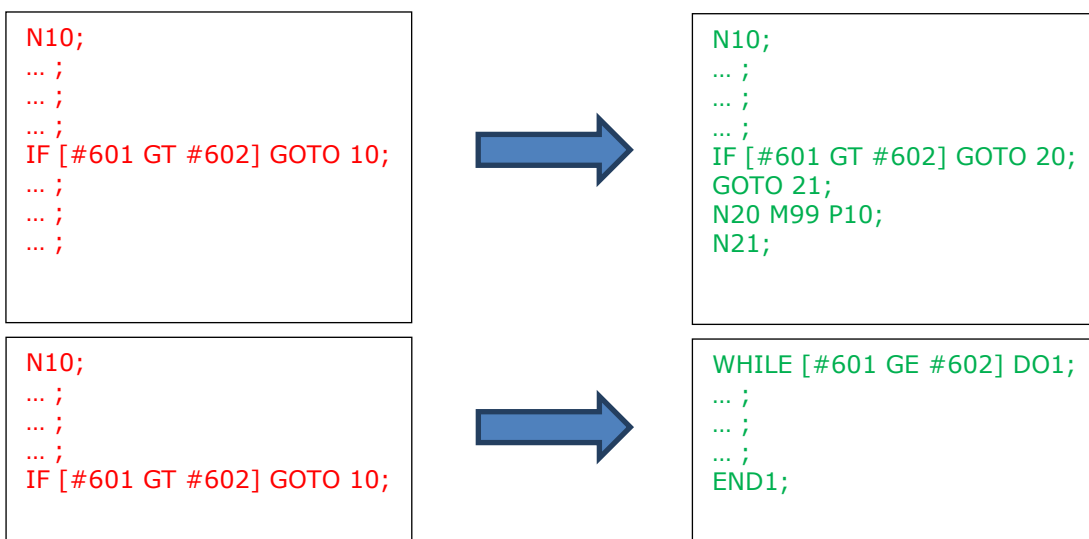 N10;
… ;
… ;
… ;
IF [#601 GT #602] GOTO 10;
… ;
… ;
… ;
N10;
… ;
… ;
… ;
IF [#601 GT #602] GOTO 20;
GOTO 21;
N20 M99 P10;
N21;
N10;
… ;
… ;
… ;
IF [#601 GT #602] GOTO 10;
WHILE [#601 GE #602] DO1;
… ;
… ;
… ;
END1;